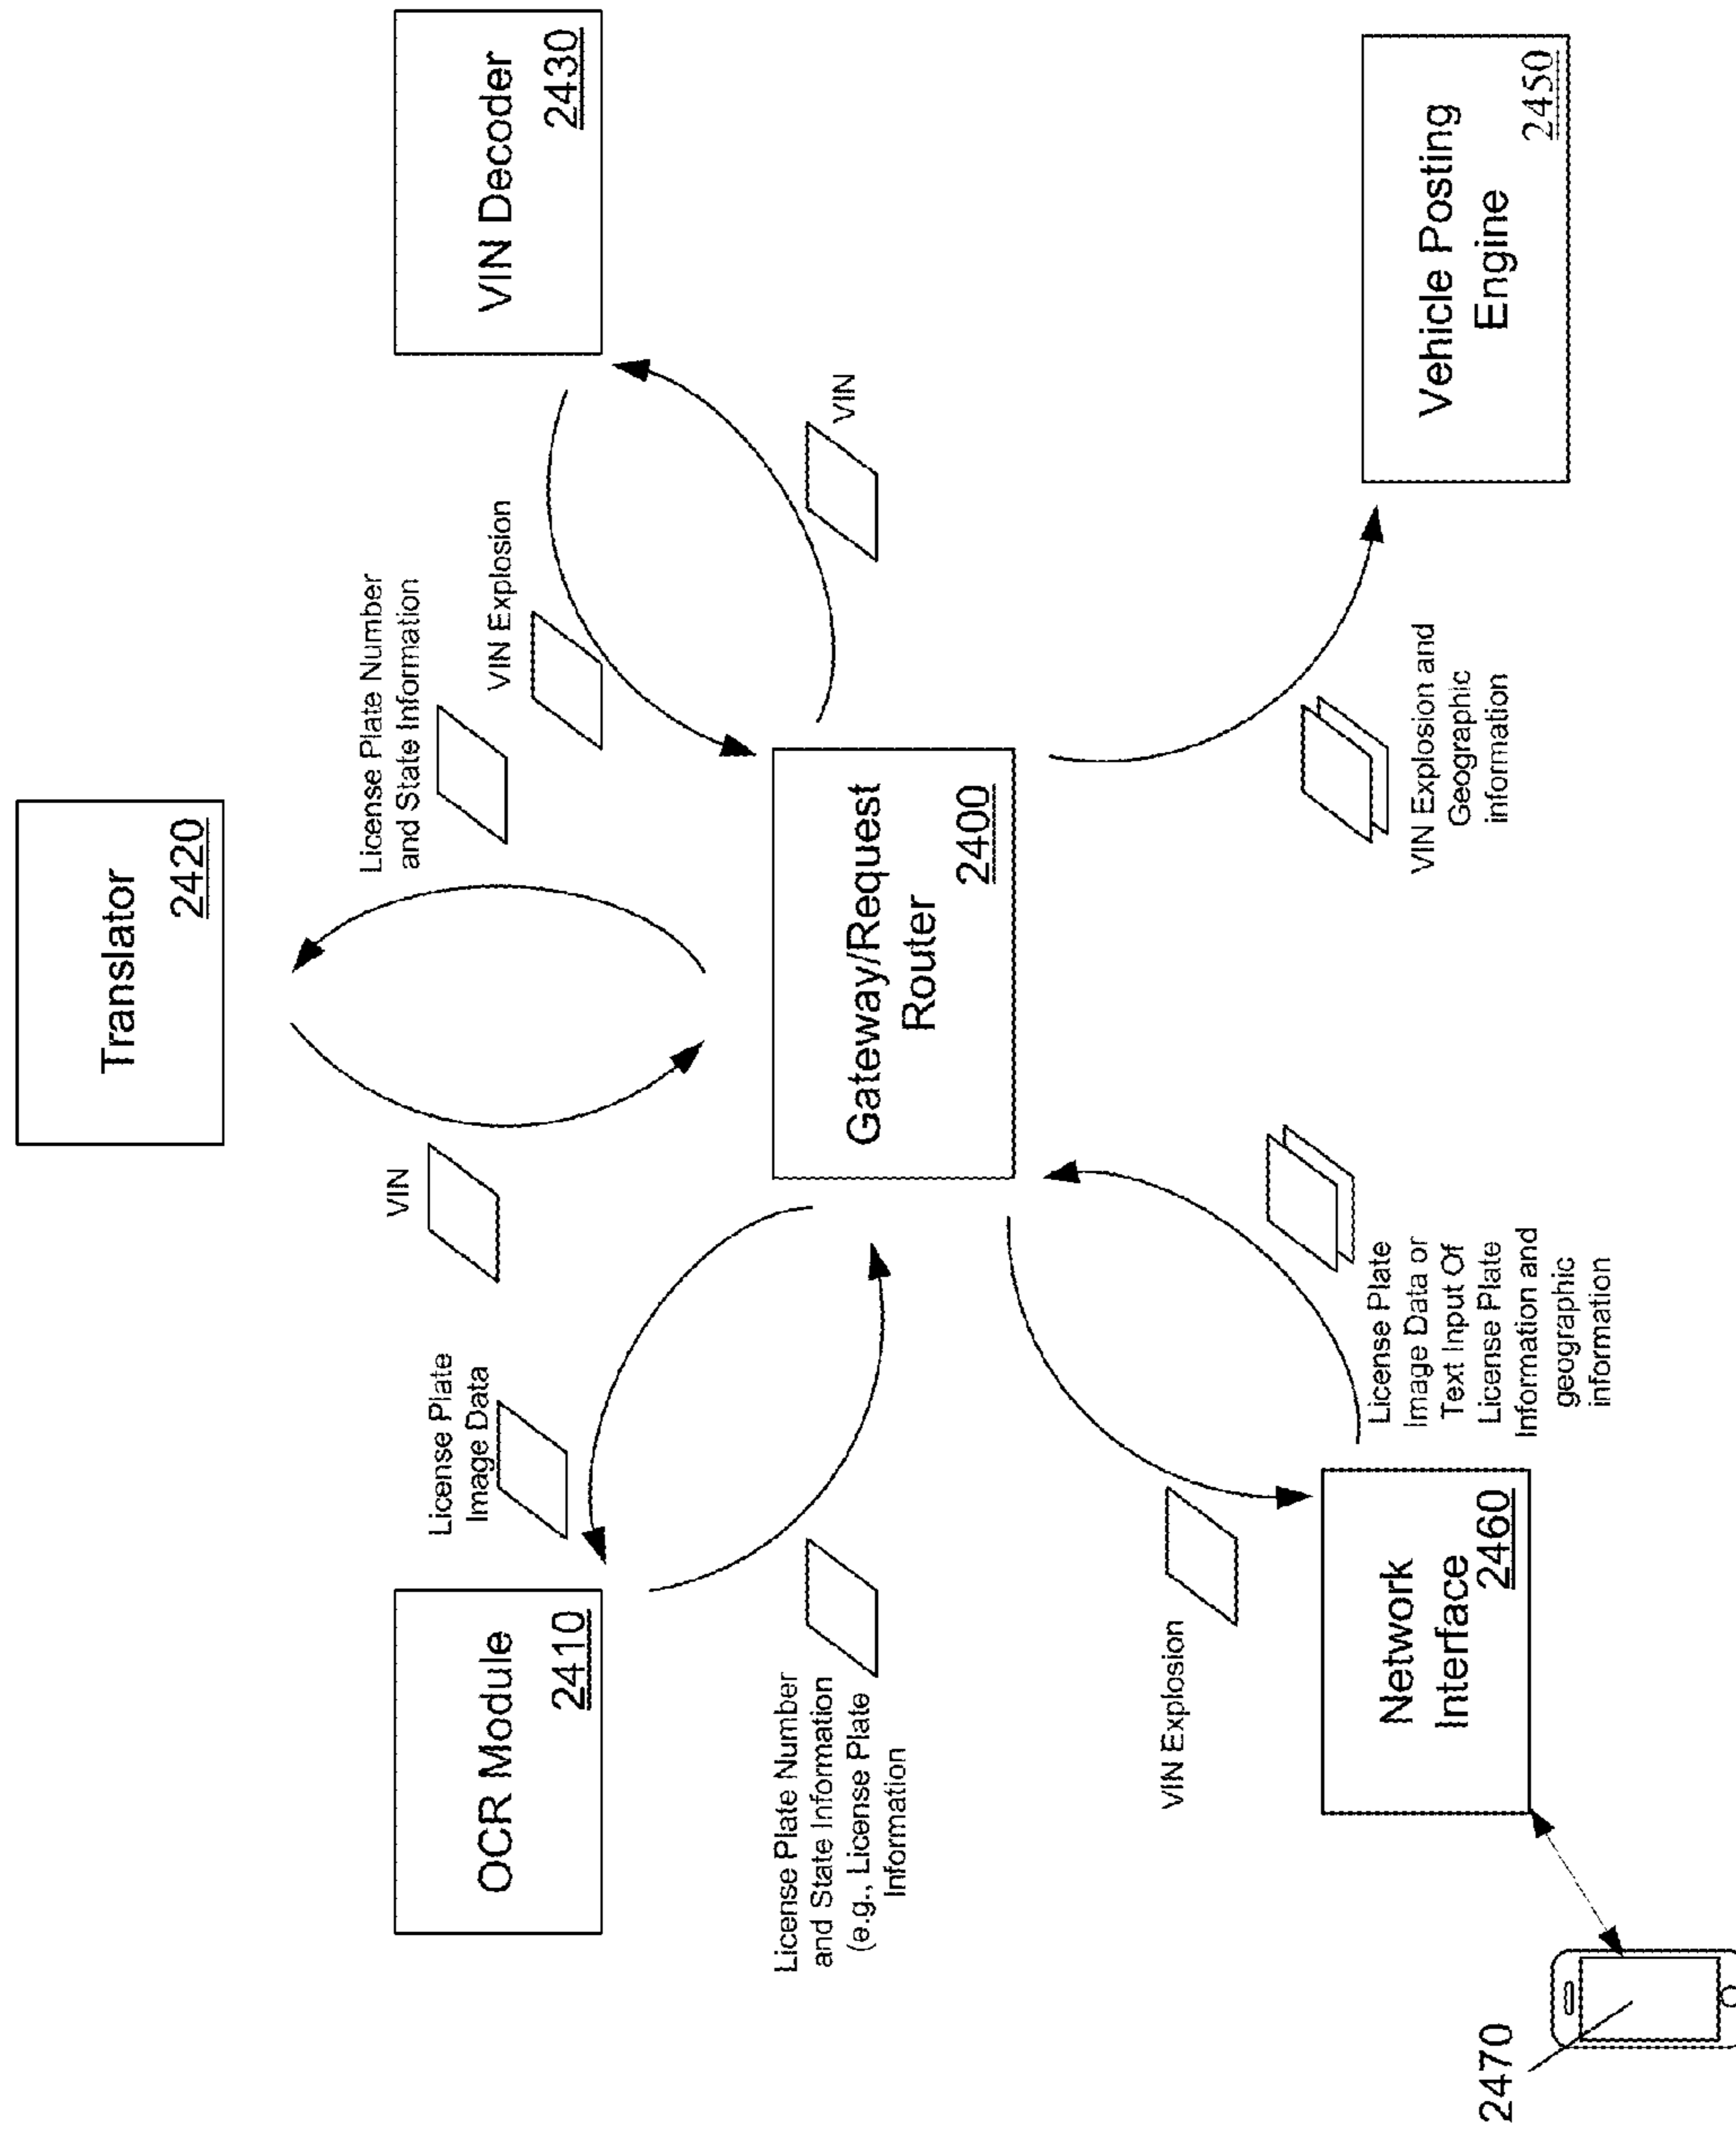 Translator
2420
OCR Module
2410
License Plate
Image Data
VIN
License Plate Number
and State Information
VIN Explosion
VIN Decoder
2430
License Plate Number
and State Information
(e.g., License Plate
Information
Gateway/Request
Router
2400
VIN
VIN Explosion
Network
Interface
2460
License Plate
Image Data or
Text Input Of
License Plate
Information and
geographic
information
VIN Explosion and
Geographic
information
Vehicle Posting
Engine
2450
2470